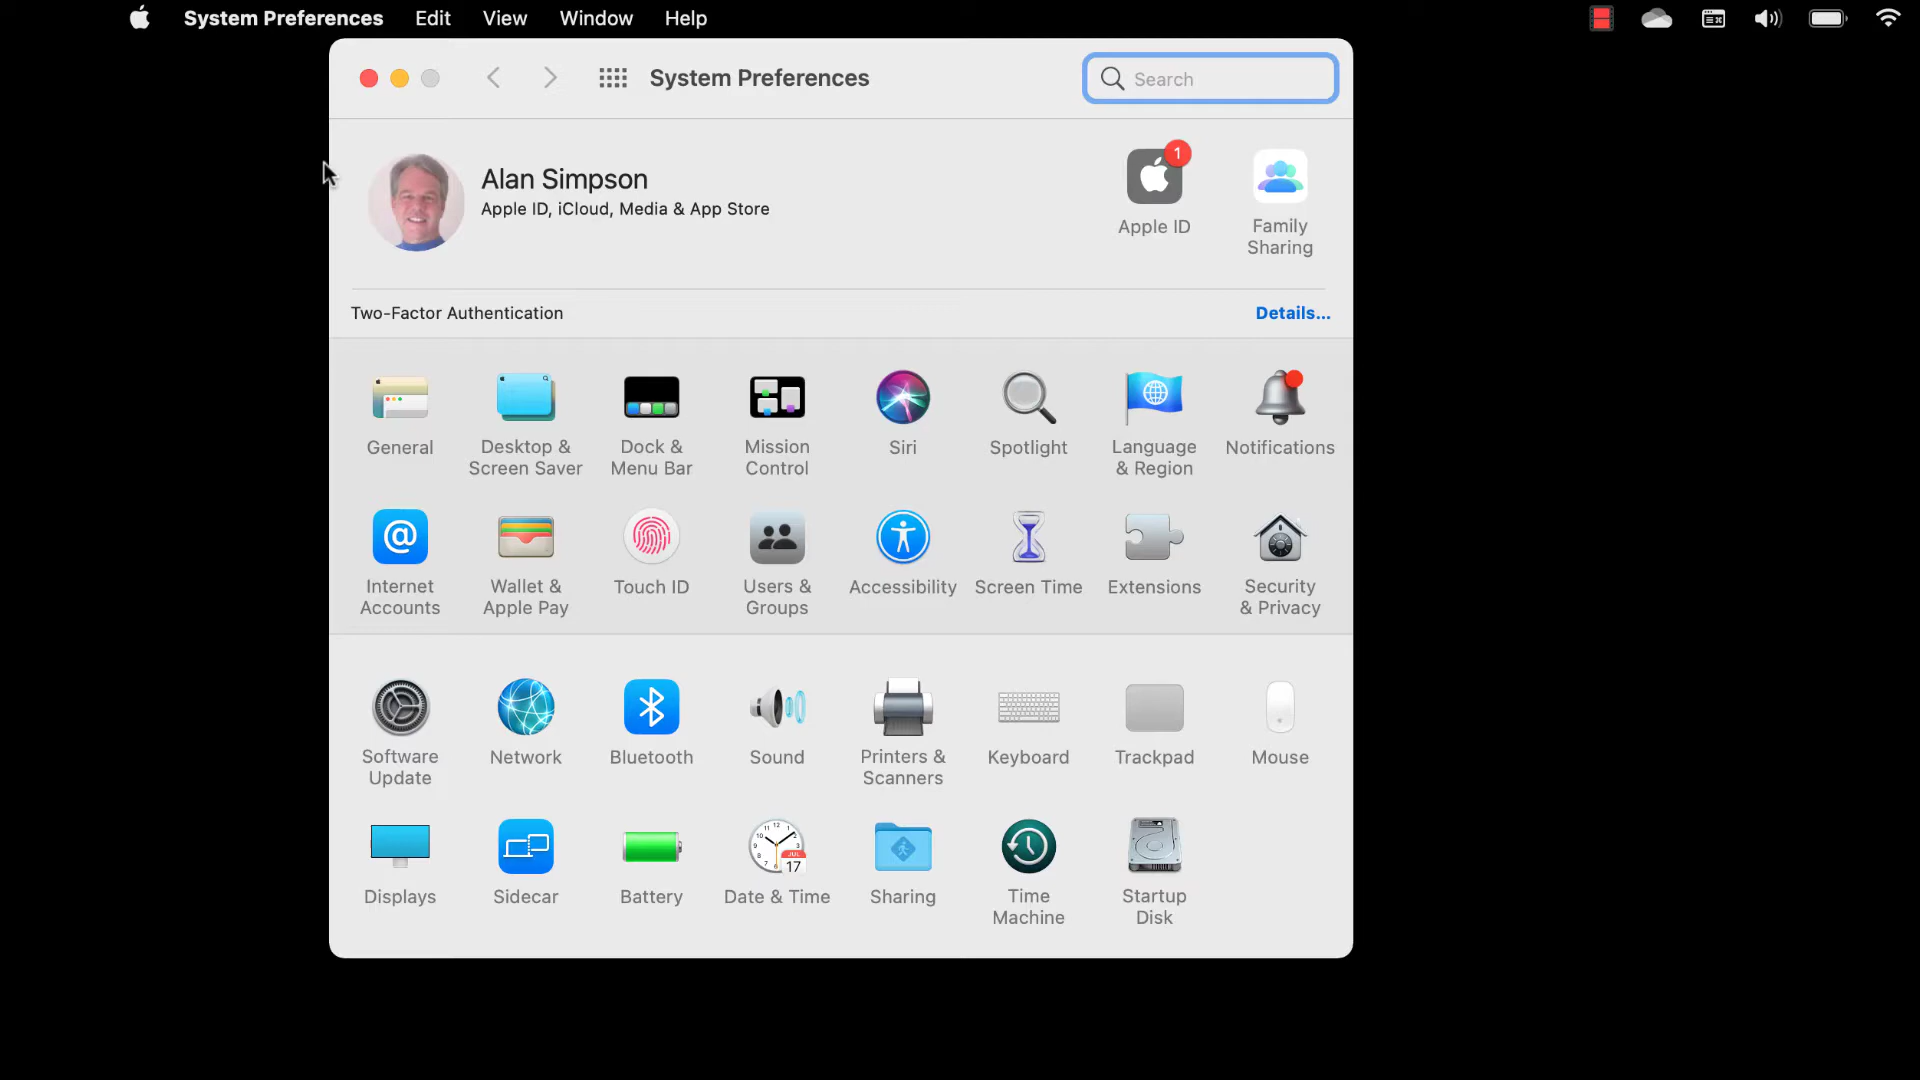 System Preferences Edit View Window Help
System Preferences
Search
Alan Simpson
Apple ID, iCloud, Media & App Store
1
Apple ID
Family
Sharing
Two-Factor Authentication
Details...
General
Desktop &
Screen Saver
Dock &
Menu Bar
Mission
Control
Siri
Spotlight
Language
& Region
Notifications
Internet
Accounts
Wallet &
Apple Pay
Touch ID
Users &
Groups
Accessibility
Screen Time
Extensions
Security
& Privacy
Software
Update
Network
Bluetooth
Sound
Printers &
Scanners
Keyboard
Trackpad
Mouse
Displays
Sidecar
Battery
JUL
17
Date & Time
Sharing
Time
Machine
Startup
Disk